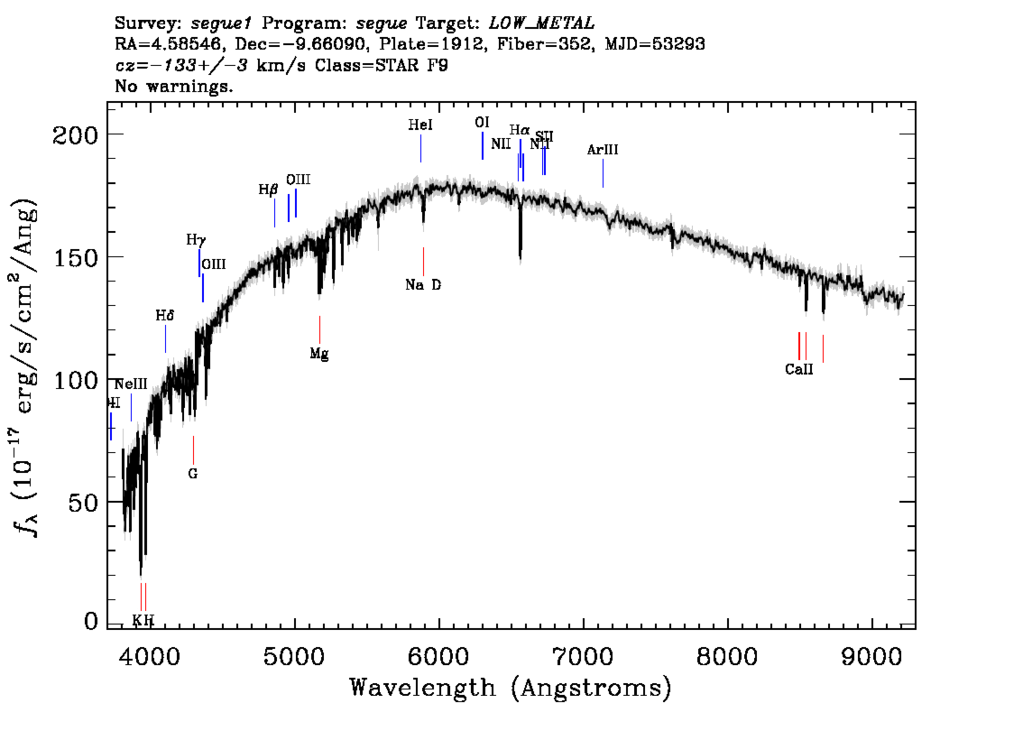 Survey: segue1 Program: segue Target: LOW_METAL
RA=4.58546, Dec=−9.66090, Plate=1912, Fiber=352, MJD=53293
cz=−133+/−3 km/s Class=STAR F9
No warnings.
200
150
100
50
0
f_λ (10^−17 erg/s/cm^2/Ang)
HeI
OI
Hα
SII
NII
NII
ArIII
Hβ
OIII
Hγ
OIII
Na D
Hδ
Mg
CaII
NeIII
G
K H
4000 5000 6000 7000 8000 9000
Wavelength (Angstroms)